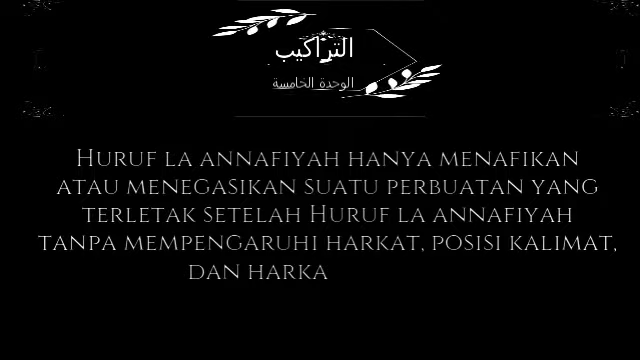 التراكيب
الوحدة الخامسة
Huruf la annafiyah hanya menafikan
atau menegasikan suatu perbuatan yang
terletak setelah Huruf la annafiyah
tanpa mempengaruhi harkat, posisi kalimat,
dan harka